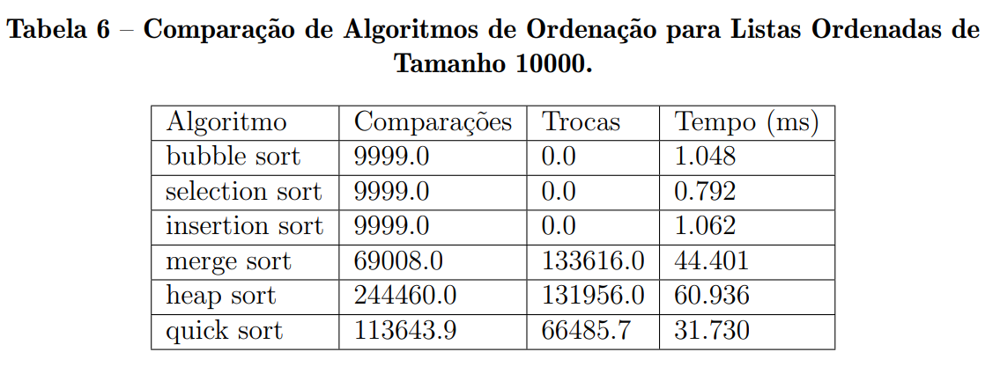 Tabela 6 – Comparação de Algoritmos de Ordenação para Listas Ordenadas de
Tamanho 10000.
Algoritmo Comparações Trocas Tempo (ms)
bubble sort 9999.0 0.0 1.048
selection sort 9999.0 0.0 0.792
insertion sort 9999.0 0.0 1.062
merge sort 69008.0 133616.0 44.401
heap sort 244460.0 131956.0 60.936
quick sort 113643.9 66485.7 31.730